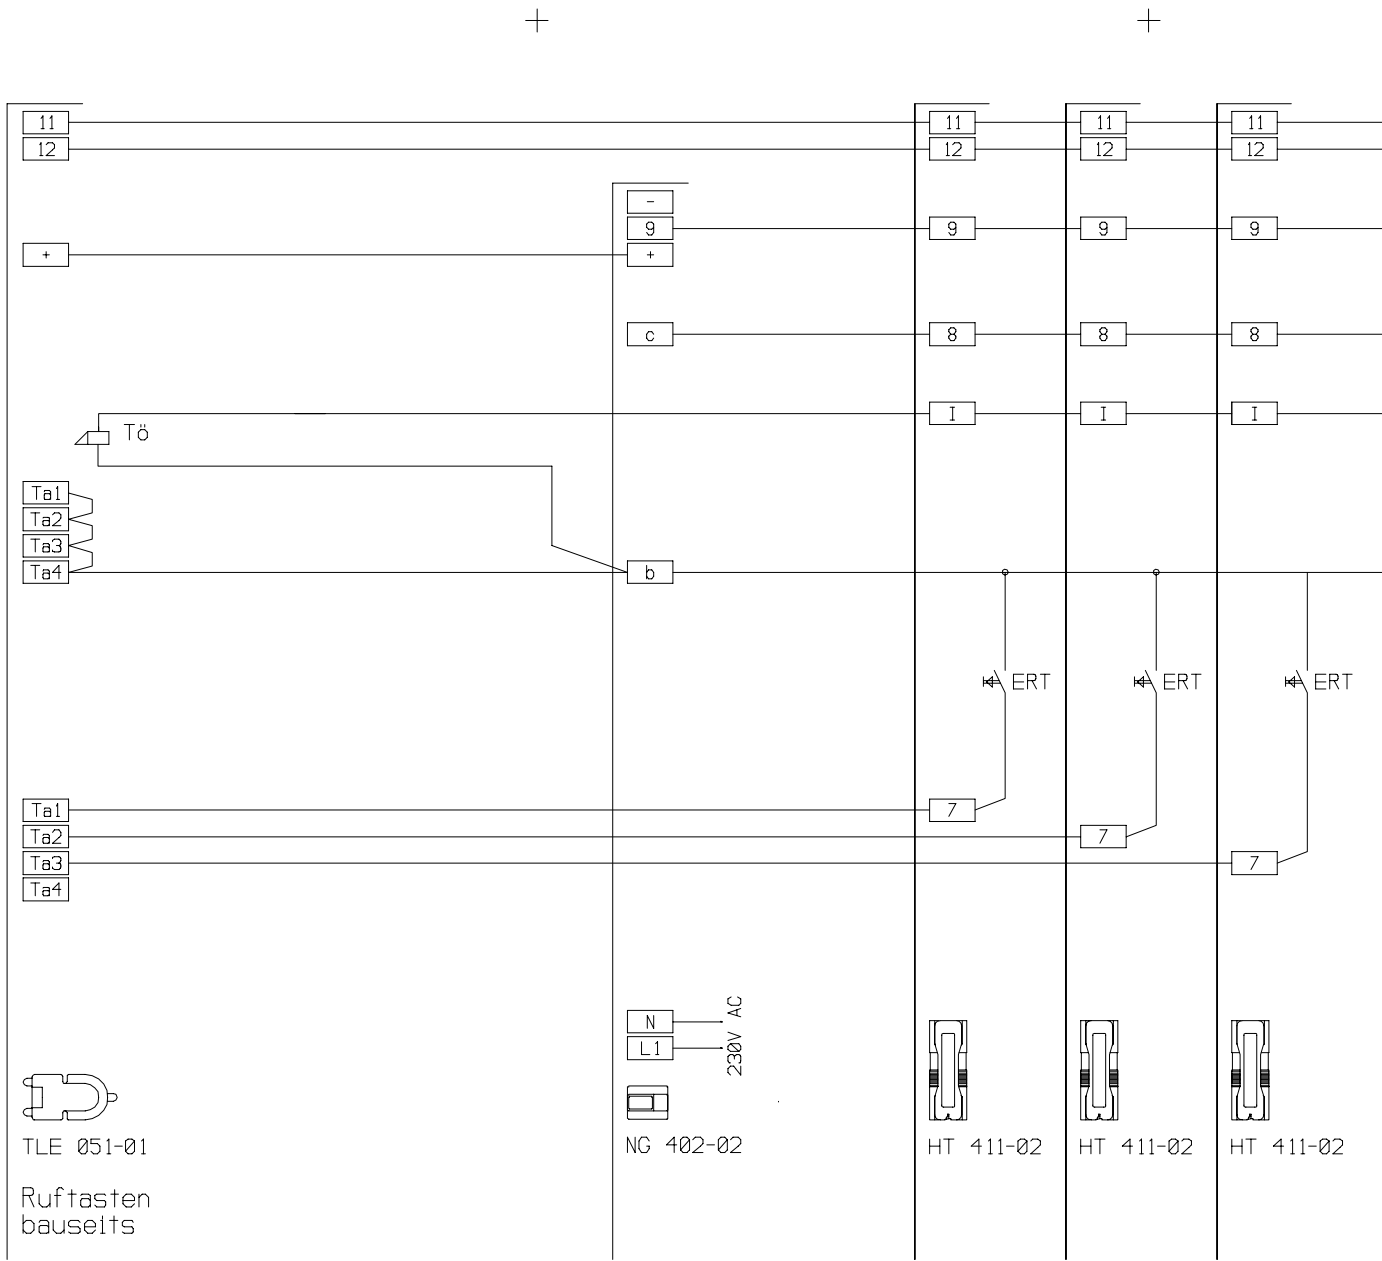 11 11 11 11
12 12 12 12
-
9 9 9 9
+ +
c 8 8 8
I I I
Tö
Ta1
Ta2
Ta3
Ta4 b
ERT ERT ERT
Ta1 7
Ta2 7
Ta3 7
Ta4
N
L1
230V AC
TLE 051-01 NG 402-02 HT 411-02 HT 411-02 HT 411-02
Ruftasten
bauseits